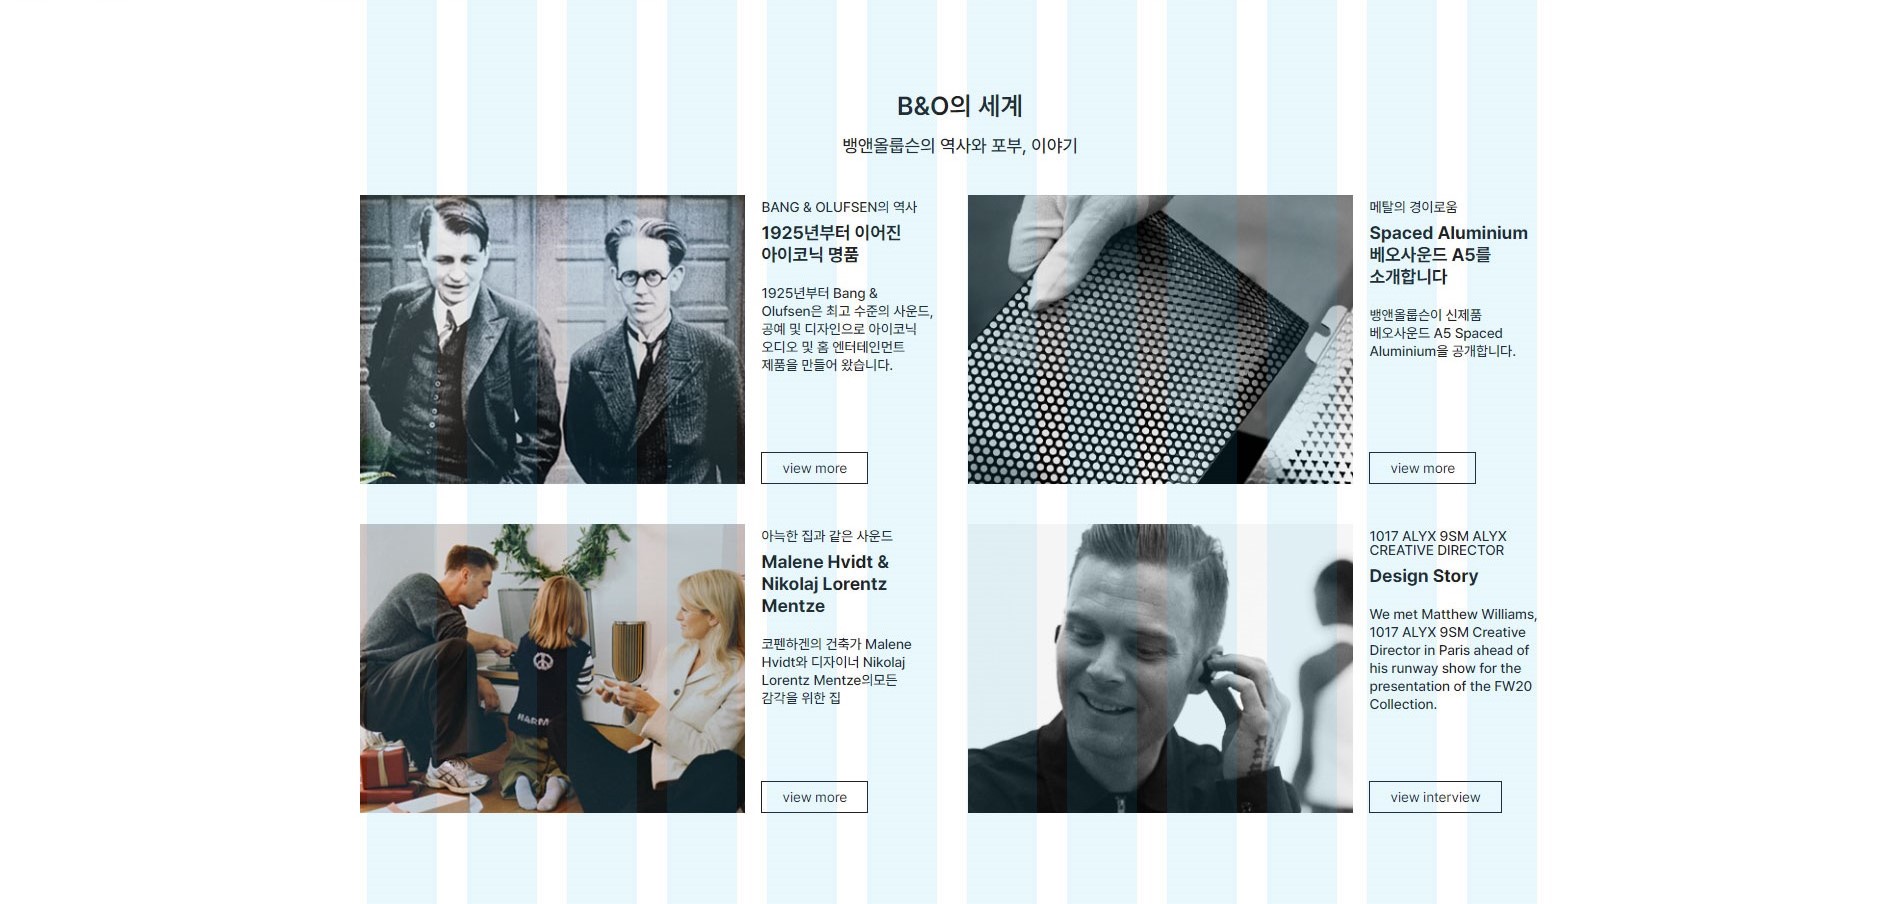 B&O의 세계
뱅앤올룹슨의 역사와 포부, 이야기
BANG & OLUFSEN의 역사
1925년부터 이어진
아이코닉 명품
1925년부터 Bang &
Olufsen은 최고 수준의 사운드,
공예 및 디자인으로 아이코닉
오디오 및 홈 엔터테인먼트
제품을 만들어 왔습니다.
view more
메탈의 경이로움
Spaced Aluminium
베오사운드 A5를
소개합니다
뱅앤올룹슨이 신제품
베오사운드 A5 Spaced
Aluminium을 공개합니다.
view more
아늑한 집과 같은 사운드
Malene Hvidt &
Nikolaj Lorentz
Mentze
코펜하겐의 건축가 Malene
Hvidt와 디자이너 Nikolaj
Lorentz Mentze의모든
감각을 위한 집
HARM
view more
1017 ALYX 9SM ALYX
CREATIVE DIRECTOR
Design Story
We met Matthew Williams,
1017 ALYX 9SM Creative
Director in Paris ahead of
his runway show for the
presentation of the FW20
Collection.
view interview